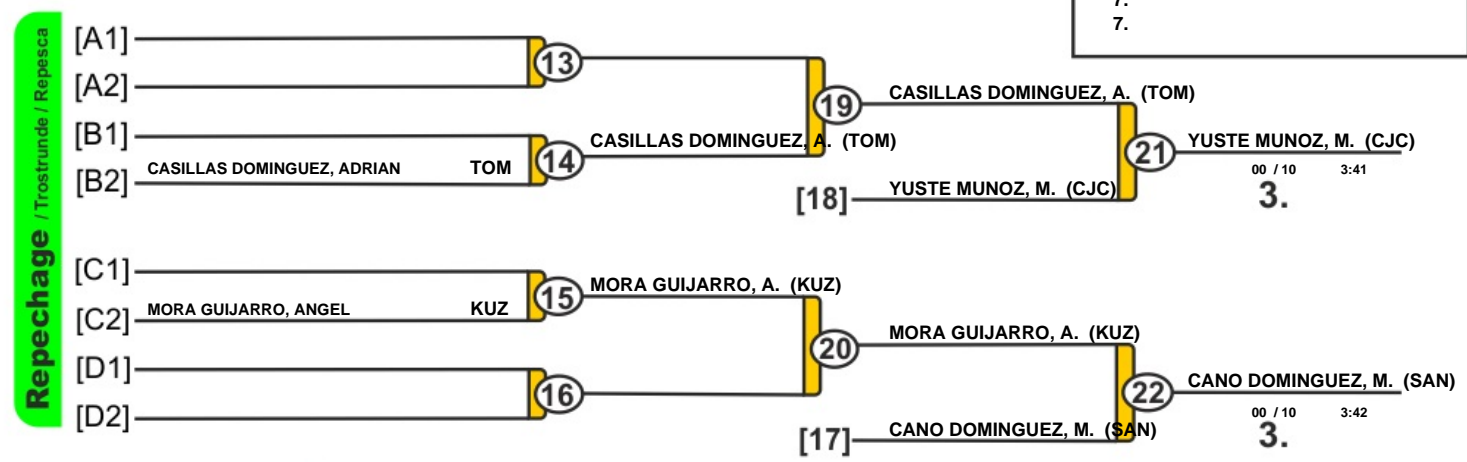 7.
7.
Repechage / Trostrunde / Repesca
[A1]
13
[A2]
19
CASILLAS DOMINGUEZ, A. (TOM)
[B1]
CASILLAS DOMINGUEZ, A. (TOM)
21
YUSTE MUNOZ, M. (CJC)
[B2]
CASILLAS DOMINGUEZ, ADRIAN TOM
14
00 / 10 3:41
[18]
YUSTE MUNOZ, M. (CJC)
3.
[C1]
MORA GUIJARRO, A. (KUZ)
15
[C2]
MORA GUIJARRO, ANGEL KUZ
MORA GUIJARRO, A. (KUZ)
20
[D1]
CANO DOMINGUEZ, M. (SAN)
22
16
[D2]
00 / 10 3:42
[17]
CANO DOMINGUEZ, M. (SAN)
3.